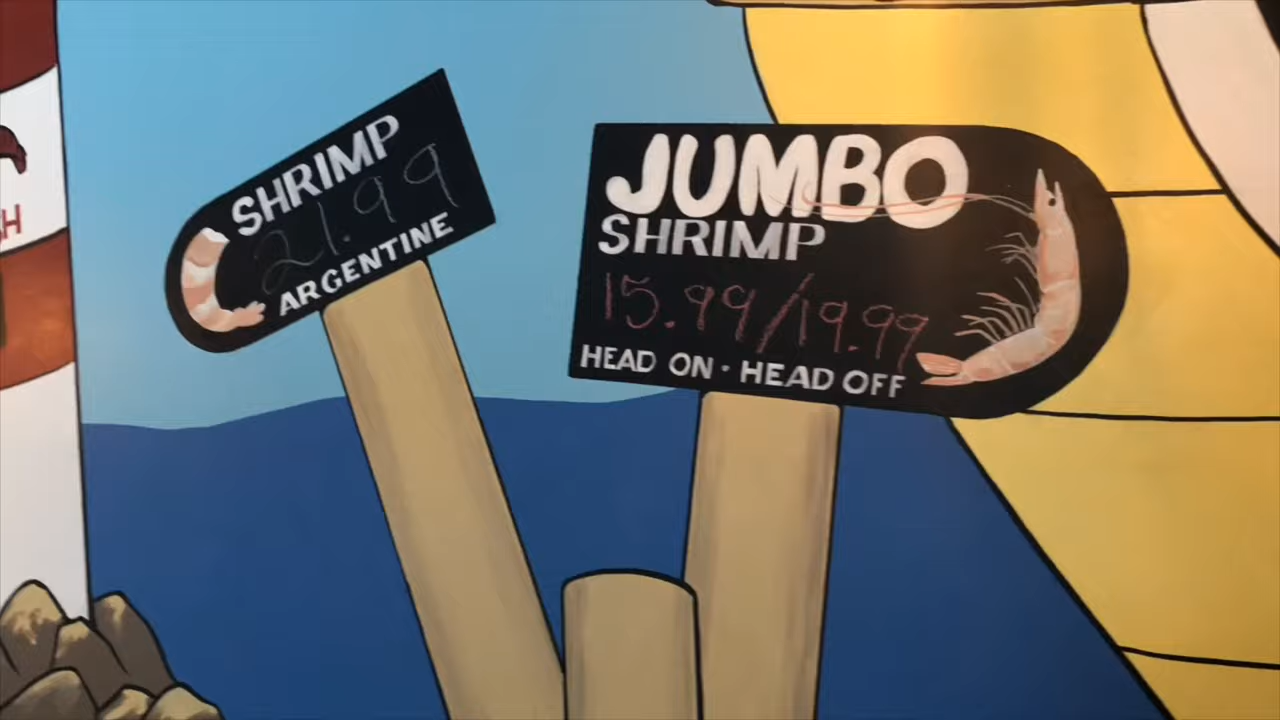 SHRIMP
21.99
ARGENTINE
JUMBO
SHRIMP
15.99/19.99
HEAD ON · HEAD OFF